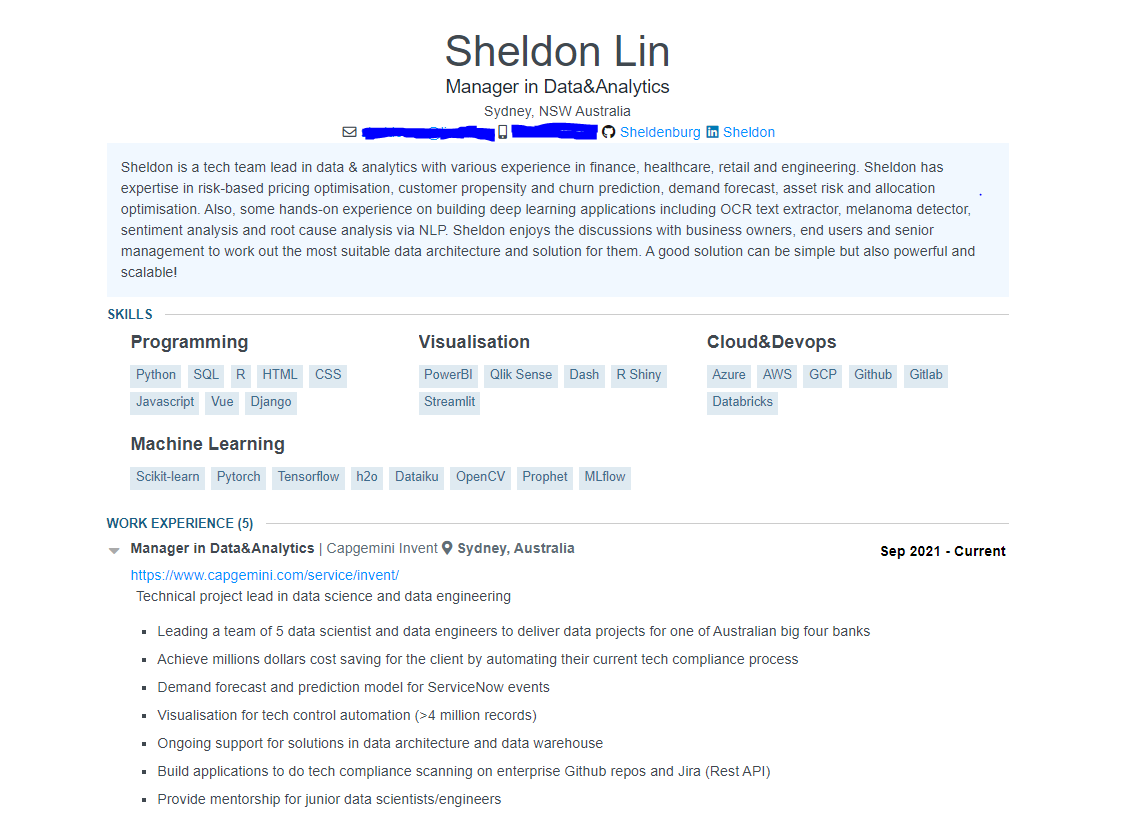 Sheldon Lin
Manager in Data&Analytics
Sydney, NSW Australia
Sheldenburg Sheldon
Sheldon is a tech team lead in data & analytics with various experience in finance, healthcare, retail and engineering. Sheldon has
expertise in risk-based pricing optimisation, customer propensity and churn prediction, demand forecast, asset risk and allocation
optimisation. Also, some hands-on experience on building deep learning applications including OCR text extractor, melanoma detector,
sentiment analysis and root cause analysis via NLP. Sheldon enjoys the discussions with business owners, end users and senior
management to work out the most suitable data architecture and solution for them. A good solution can be simple but also powerful and
scalable!
SKILLS
Programming
Python SQL R HTML CSS
Javascript Vue Django
Visualisation
PowerBI Qlik Sense Dash R Shiny
Streamlit
Cloud&Devops
Azure AWS GCP Github Gitlab
Databricks
Machine Learning
Scikit-learn Pytorch Tensorflow h2o Dataiku OpenCV Prophet MLflow
WORK EXPERIENCE (5)
Manager in Data&Analytics | Capgemini Invent Sydney, Australia Sep 2021 - Current
https://www.capgemini.com/service/invent/
Technical project lead in data science and data engineering
Leading a team of 5 data scientist and data engineers to deliver data projects for one of Australian big four banks
Achieve millions dollars cost saving for the client by automating their current tech compliance process
Demand forecast and prediction model for ServiceNow events
Visualisation for tech control automation (>4 million records)
Ongoing support for solutions in data architecture and data warehouse
Build applications to do tech compliance scanning on enterprise Github repos and Jira (Rest API)
Provide mentorship for junior data scientists/engineers